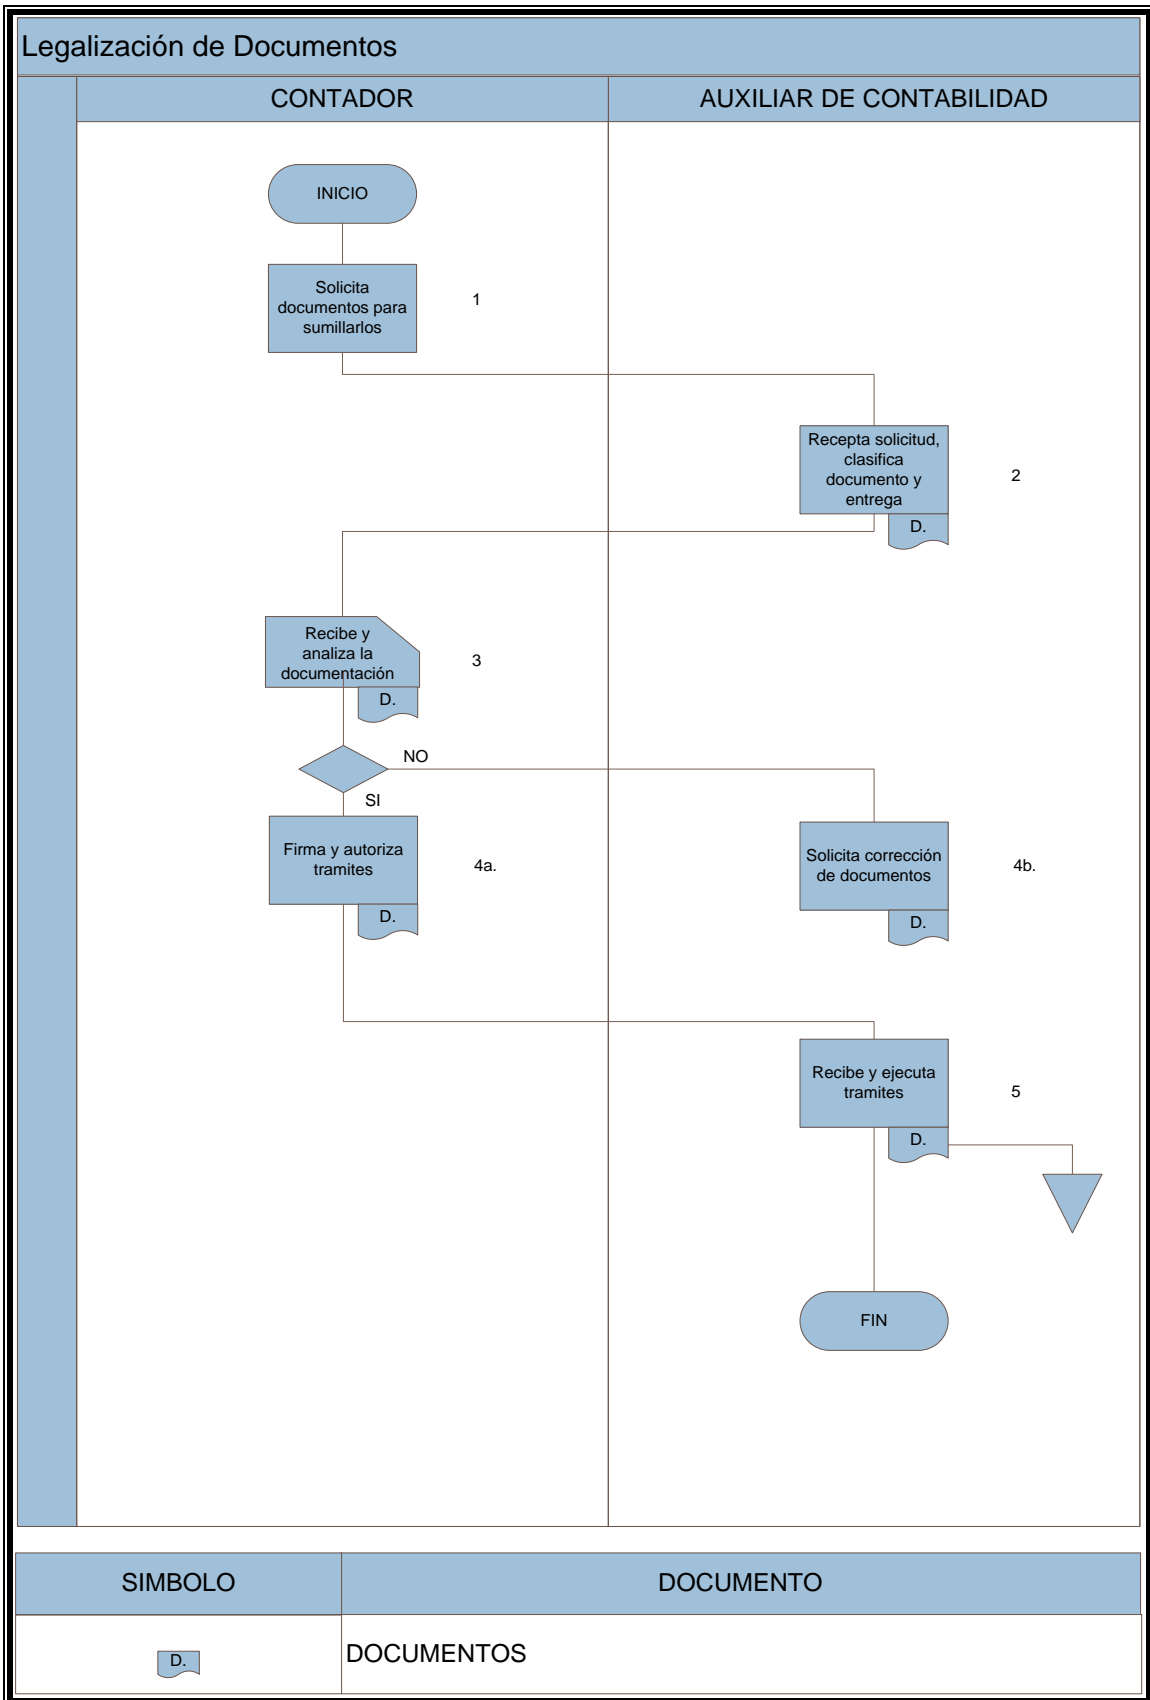 Legalización de Documentos
CONTADOR
AUXILIAR DE CONTABILIDAD
INICIO
Solicita
documentos para
sumillarlos
1
Recepta solicitud,
clasifica
documento y
entrega
2
D.
Recibe y
analiza la
documentación
3
D.
NO
SI
Firma y autoriza
tramites
4a.
D.
Solicita corrección
de documentos
4b.
D.
Recibe y ejecuta
tramites
5
D.
FIN
SIMBOLO
DOCUMENTO
D.
DOCUMENTOS